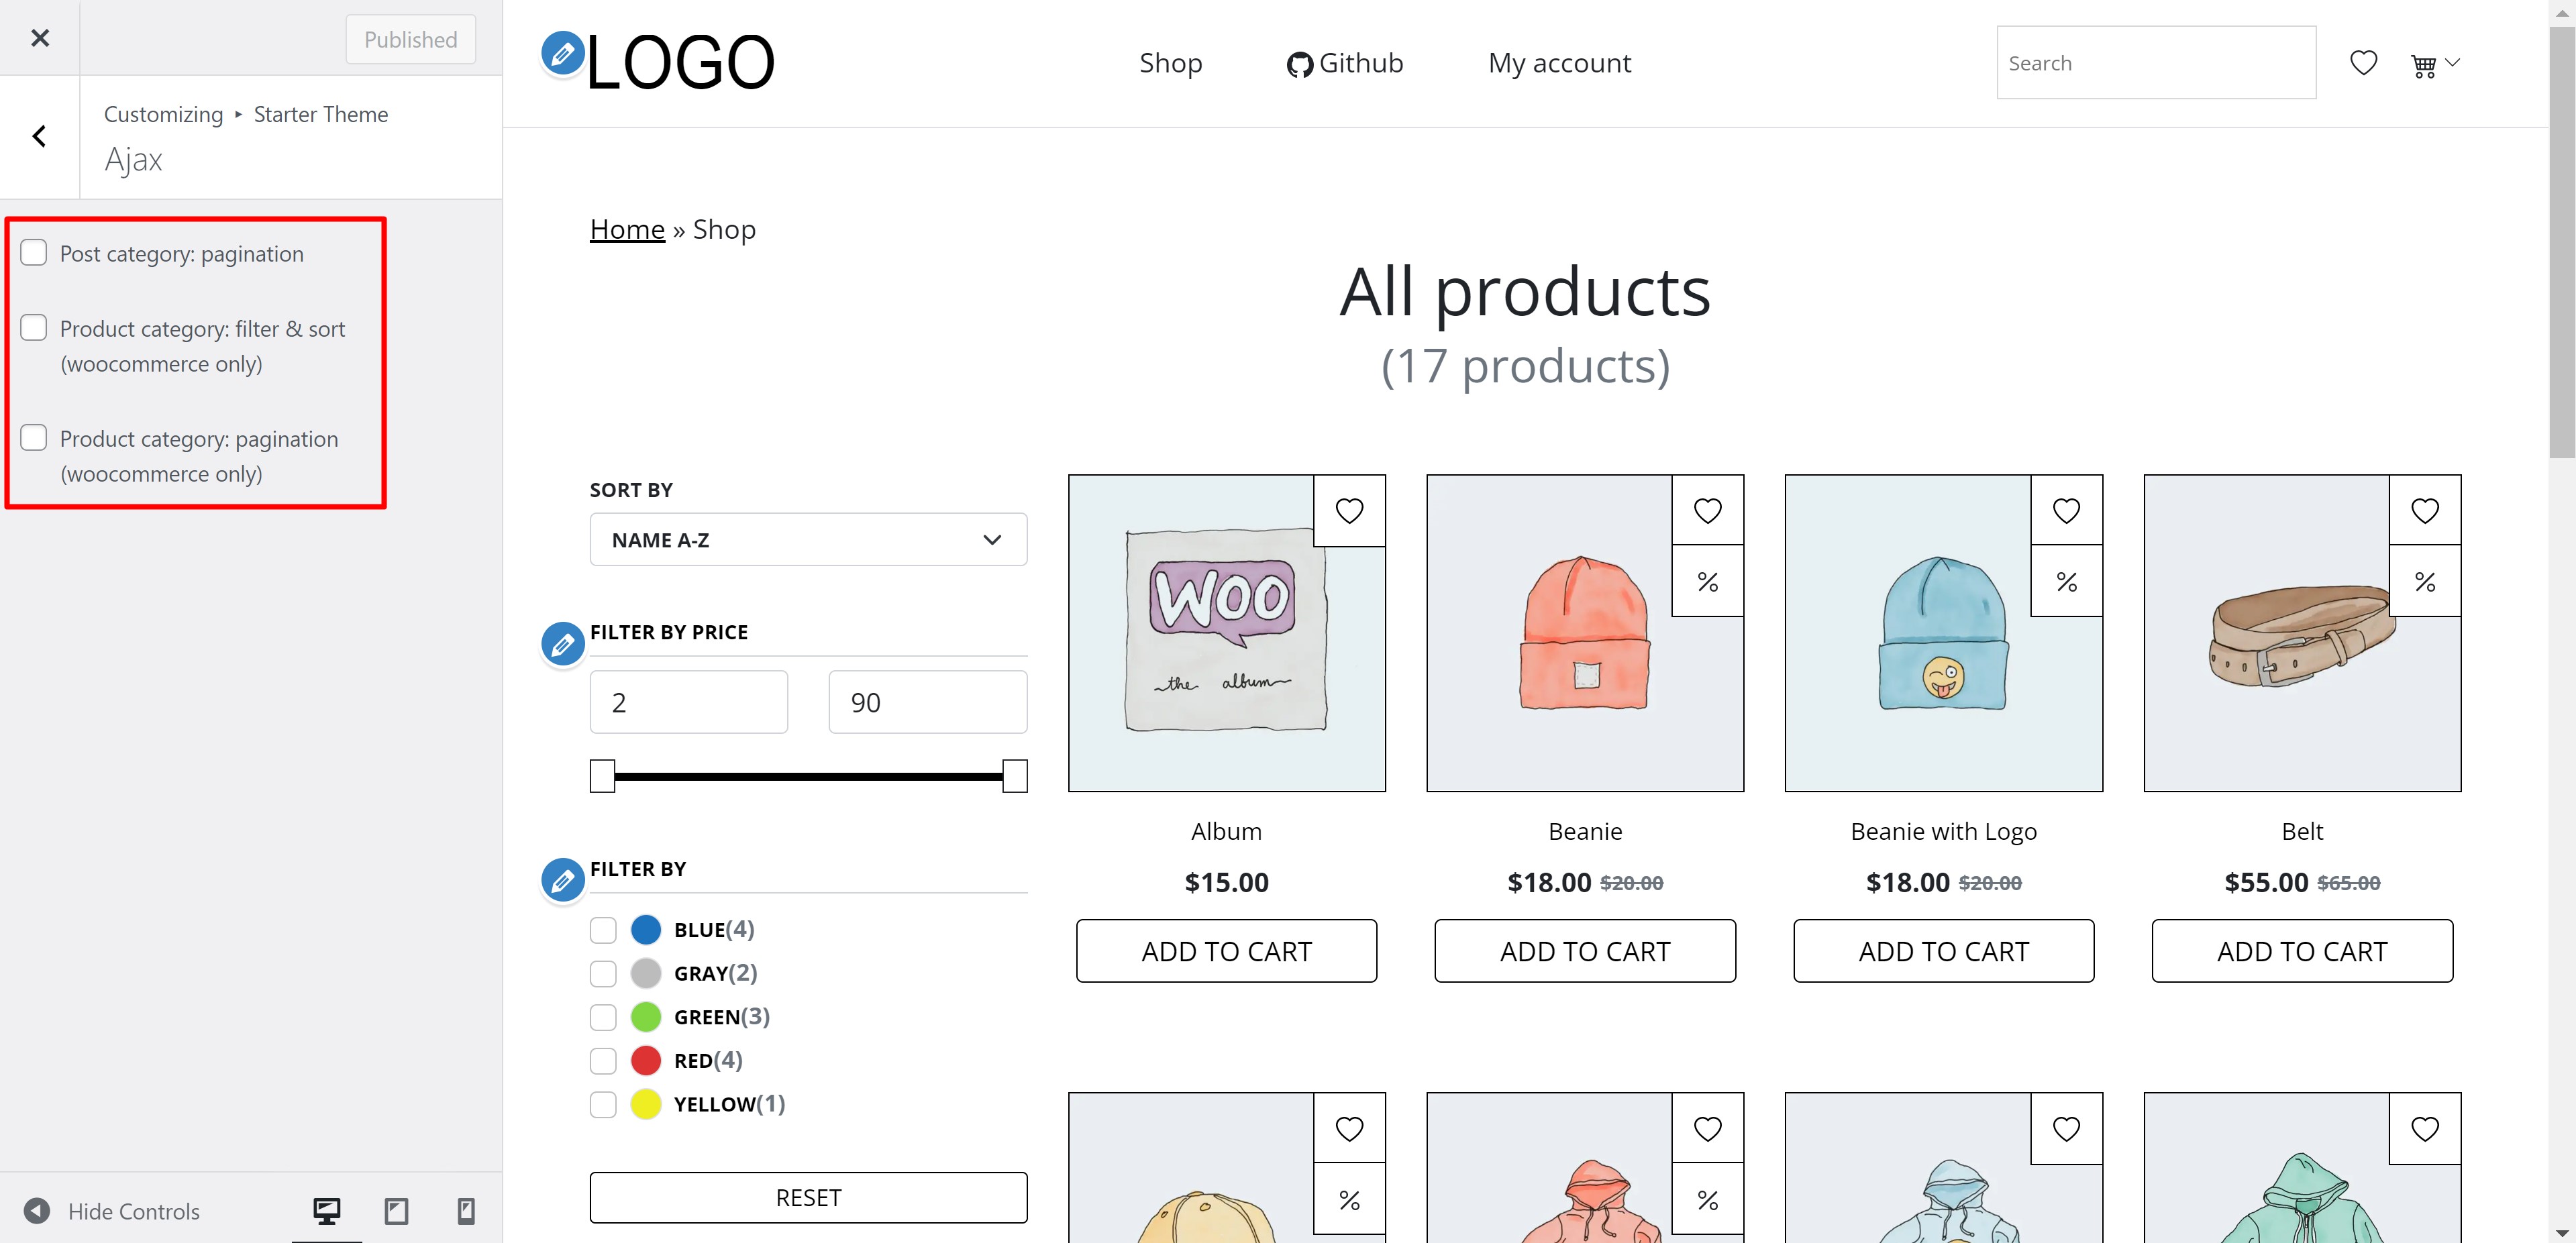 Published
Customizing ▸ Starter Theme
Ajax
Post category: pagination
Product category: filter & sort
(woocommerce only)
Product category: pagination
(woocommerce only)
Hide Controls
LOGO
Shop
Github
My account
Search
Home » Shop
All products
(17 products)
SORT BY
NAME A-Z
FILTER BY PRICE
2
90
FILTER BY
BLUE(4)
GRAY(2)
GREEN(3)
RED(4)
YELLOW(1)
RESET
WOO
the album
%
%
%
Album
Beanie
Beanie with Logo
Belt
$15.00
$18.00 $20.00
$18.00 $20.00
$55.00 $65.00
ADD TO CART
ADD TO CART
ADD TO CART
ADD TO CART
%
%